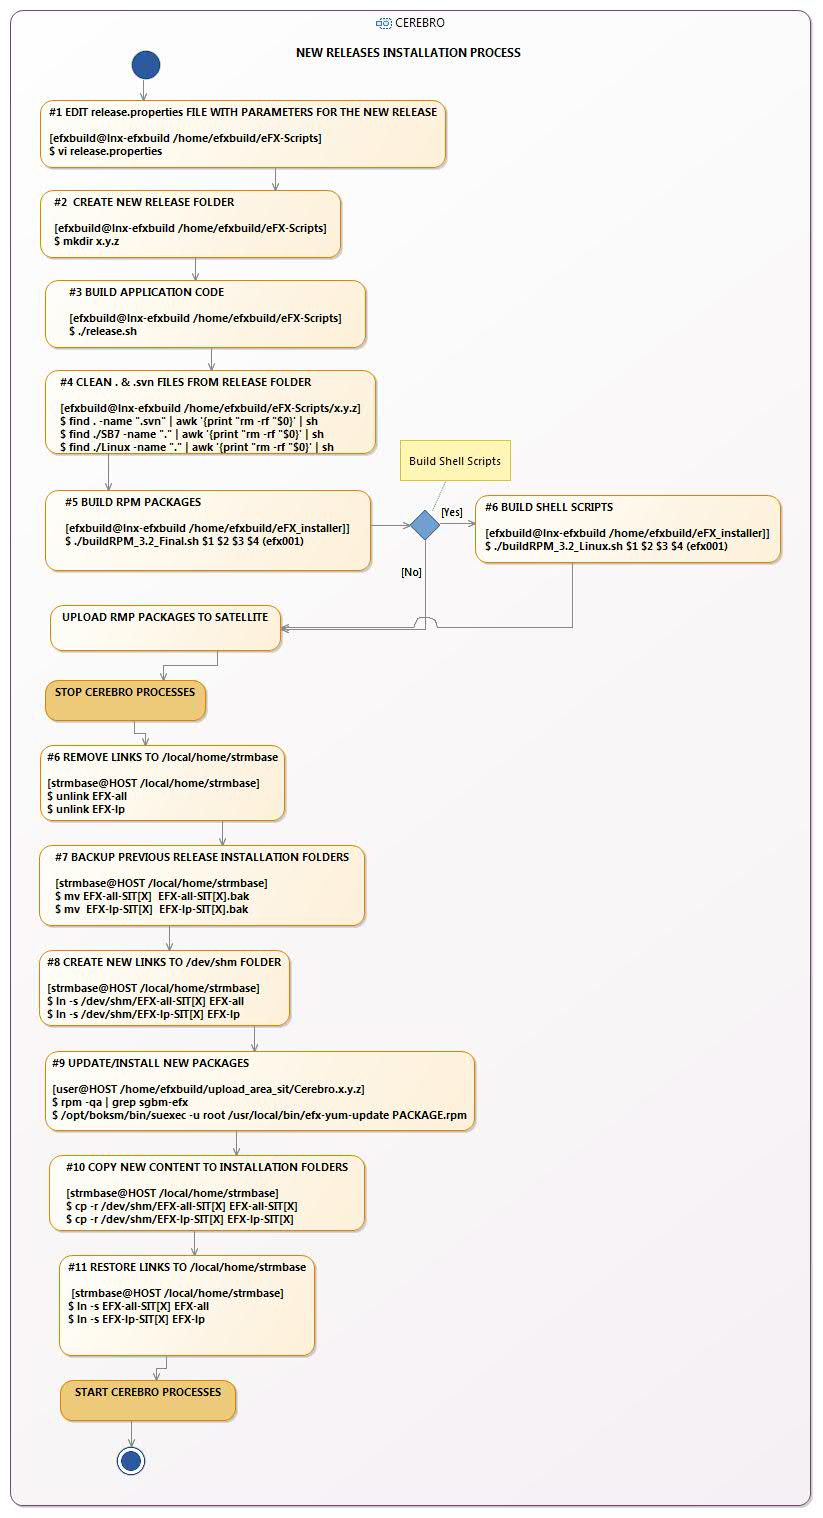 CEREBRO
NEW RELEASES INSTALLATION PROCESS
#1 EDIT release.properties FILE WITH PARAMETERS FOR THE NEW RELEASE
[efxbuild@lnx-efxbuild /home/efxbuild/eFX-Scripts]
$ vi release.properties
#2  CREATE NEW RELEASE FOLDER
[efxbuild@lnx-efxbuild /home/efxbuild/eFX-Scripts]
$ mkdir x.y.z
#3 BUILD APPLICATION CODE
[efxbuild@lnx-efxbuild /home/efxbuild/eFX-Scripts]
$ ./release.sh
#4 CLEAN . & .svn FILES FROM RELEASE FOLDER
[efxbuild@lnx-efxbuild /home/efxbuild/eFX-Scripts/x.y.z]
$ find . -name ".svn" | awk '{print "rm -rf "$0}' | sh
$ find ./SB7 -name "." | awk '{print "rm -rf "$0}' | sh
$ find ./Linux -name "." | awk '{print "rm -rf "$0}' | sh
Build Shell Scripts
#5 BUILD RPM PACKAGES
[efxbuild@lnx-efxbuild /home/efxbuild/eFX_installer]]
$ ./buildRPM_3.2_Final.sh $1 $2 $3 $4 (efx001)
[Yes]
#6 BUILD SHELL SCRIPTS
[efxbuild@lnx-efxbuild /home/efxbuild/eFX_installer]]
$ ./buildRPM_3.2_Linux.sh $1 $2 $3 $4 (efx001)
[No]
UPLOAD RMP PACKAGES TO SATELLITE
STOP CEREBRO PROCESSES
#6 REMOVE LINKS TO /local/home/strmbase
[strmbase@HOST /local/home/strmbase]
$ unlink EFX-all
$ unlink EFX-lp
#7 BACKUP PREVIOUS RELEASE INSTALLATION FOLDERS
[strmbase@HOST /local/home/strmbase]
$ mv EFX-all-SIT[X]  EFX-all-SIT[X].bak
$ mv  EFX-lp-SIT[X]  EFX-lp-SIT[X].bak
#8 CREATE NEW LINKS TO /dev/shm FOLDER
[strmbase@HOST /local/home/strmbase]
$ ln -s /dev/shm/EFX-all-SIT[X] EFX-all
$ ln -s /dev/shm/EFX-lp-SIT[X] EFX-lp
#9 UPDATE/INSTALL NEW PACKAGES
[user@HOST /home/efxbuild/upload_area_sit/Cerebro.x.y.z]
$ rpm -qa | grep sgbm-efx
$ /opt/boksm/bin/suexec -u root /usr/local/bin/efx-yum-update PACKAGE.rpm
#10 COPY NEW CONTENT TO INSTALLATION FOLDERS
[strmbase@HOST /local/home/strmbase]
$ cp -r /dev/shm/EFX-all-SIT[X] EFX-all-SIT[X]
$ cp -r /dev/shm/EFX-lp-SIT[X] EFX-lp-SIT[X]
#11 RESTORE LINKS TO /local/home/strmbase
[strmbase@HOST /local/home/strmbase]
$ ln -s EFX-all-SIT[X] EFX-all
$ ln -s EFX-lp-SIT[X] EFX-lp
START CEREBRO PROCESSES